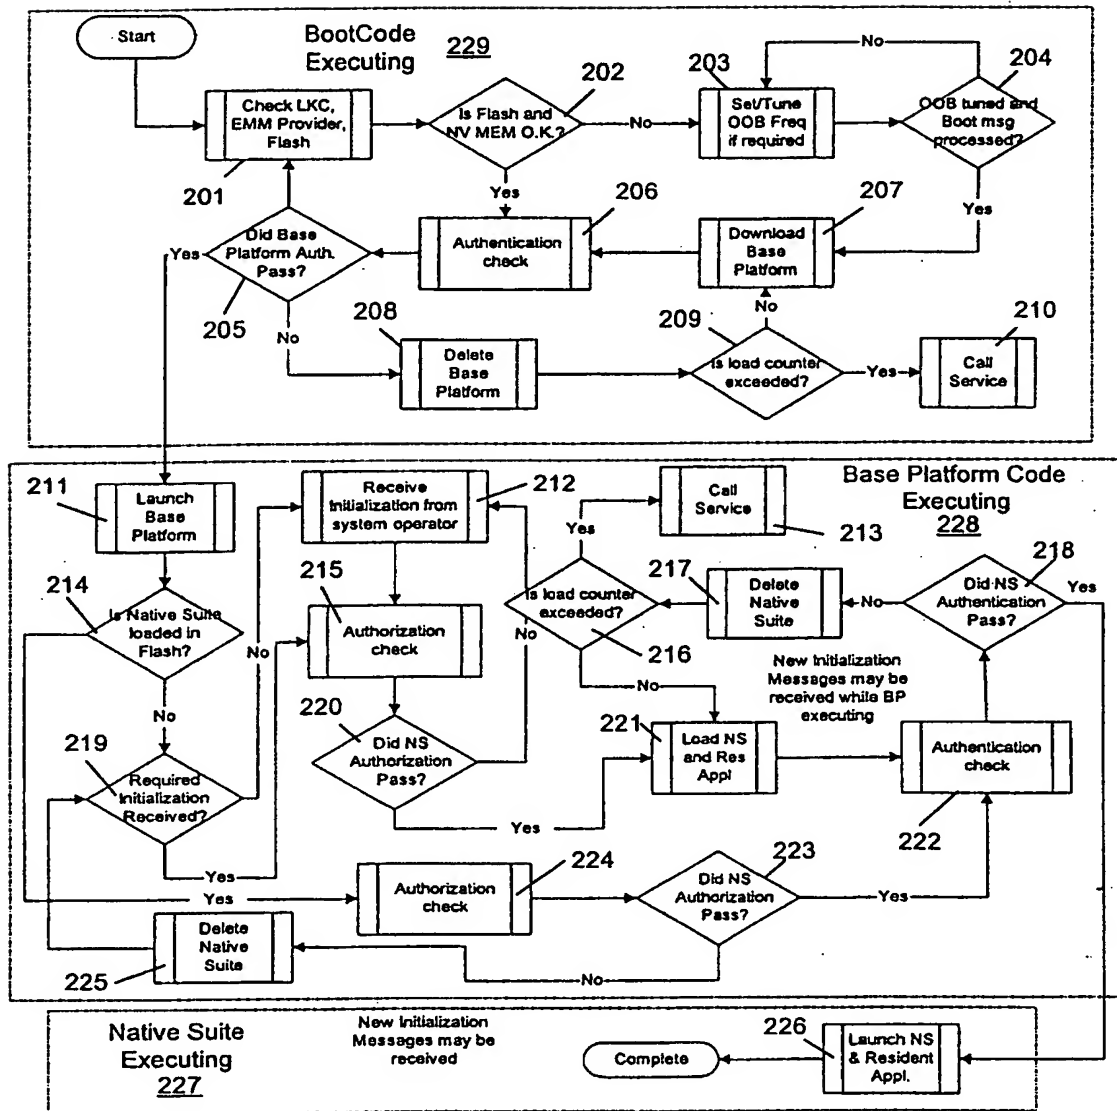 Start
BootCode
Executing
229
Check LKC,
EMM Provider,
Flash
201
Is Flash and
NV MEM O.K.?
202
No
Yes
203
Set/Tune
OOB Freq
if required
No
204
OOB tuned and
Boot msg
processed?
Yes
Did Base
Platform Auth.
Pass?
Yes
205
No
206
Authentication
check
207
Download
Base
Platform
No
208
Delete
Base
Platform
209
Is load counter
exceeded?
Yes
210
Call
Service
Base Platform Code
Executing
228
211
Launch
Base
Platform
Receive
Initialization from
system operator
212
Call
Service
213
Yes
214
Is Native Suite
loaded in
Flash?
No
No
215
Authorization
check
Is load counter
exceeded?
No
216
No
217
Delete
Native
Suite
No
218
Did NS
Authentication
Pass?
Yes
New Initialization
Messages may be
received while BP
executing
219
Required
Initialization
Received?
Yes
Yes
220
Did NS
Authorization
Pass?
Yes
221
Load NS
and Res
Appl
Authentication
check
222
Authorization
check
224
Did NS
Authorization
Pass?
223
Yes
No
Delete
Native
Suite
225
Native Suite
Executing
227
New Initialization
Messages may be
received
Complete
226
Launch NS
& Resident
Appl.